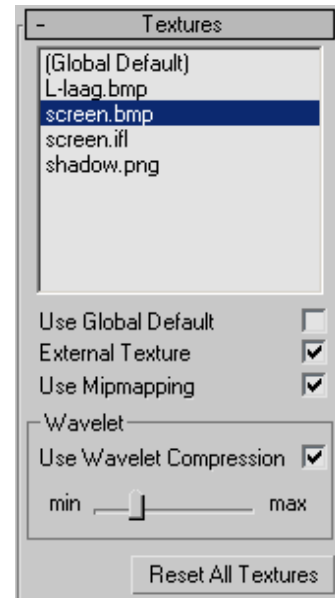 - Textures
(Global Default)
L-laag.bmp
screen.bmp
screen.ifl
shadow.png
Use Global Default
External Texture
Use Mipmapping
Wavelet
Use Wavelet Compression
min max
Reset All Textures